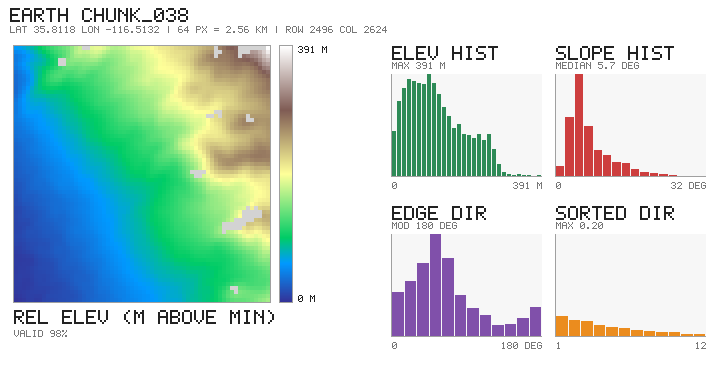 EARTH CHUNK_038
LAT 35.8118 LON -116.5132 | 64 PX = 2.56 KM | ROW 2496 COL 2624
391 M
0 M
REL ELEV (M ABOVE MIN)
VALID 98%
ELEV HIST
MAX 391 M
0 391 M
SLOPE HIST
MEDIAN 5.7 DEG
0 32 DEG
EDGE DIR
MOD 180 DEG
0 180 DEG
SORTED DIR
MAX 0.20
1 12